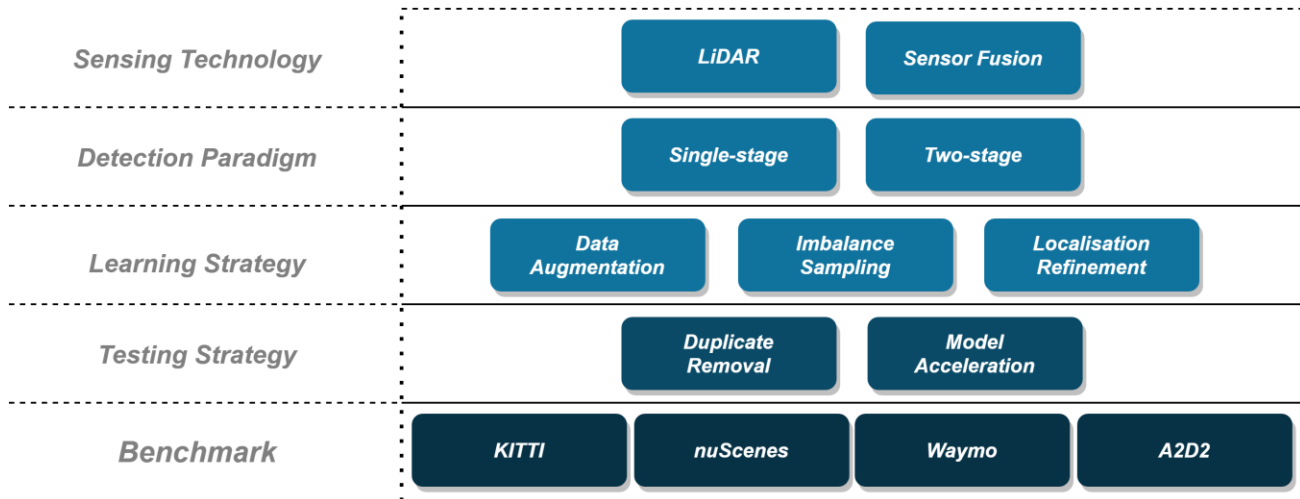 Sensing Technology
LiDAR
Sensor Fusion
Detection Paradigm
Single-stage
Two-stage
Learning Strategy
Data
Augmentation
Imbalance
Sampling
Localisation
Refinement
Testing Strategy
Duplicate
Removal
Model
Acceleration
Benchmark
KITTI
nuScenes
Waymo
A2D2